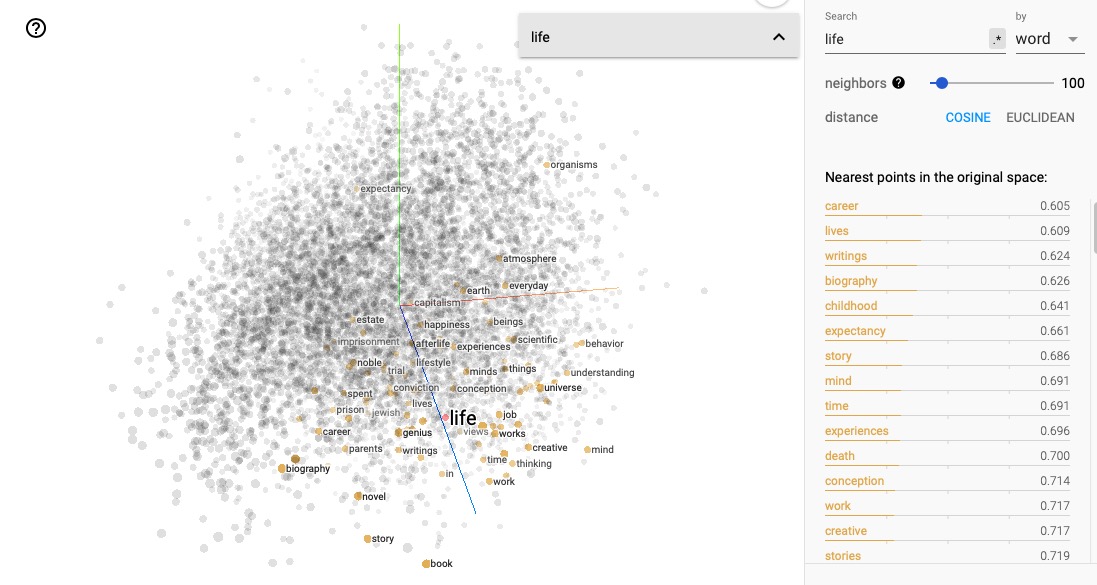 life
Search
by
life
.*
word
neighbors
100
distance
COSINE
EUCLIDEAN
Nearest points in the original space:
career 0.605
lives 0.609
writings 0.624
biography 0.626
childhood 0.641
expectancy 0.661
story 0.686
mind 0.691
time 0.691
experiences 0.696
death 0.700
conception 0.714
work 0.717
creative 0.717
stories 0.719
organisms
expectancy
atmosphere
everyday
earth
capitalism
estate
happiness
beings
imprisonment
afterlife
experiences
scientific
behavior
noble
trial
lifestyle
minds
things
understanding
spent
conviction
conception
universe
prison
jewish
lives
life
job
career
genius
views
works
parents
writings
creative
mind
time
thinking
biography
in
work
novel
story
book